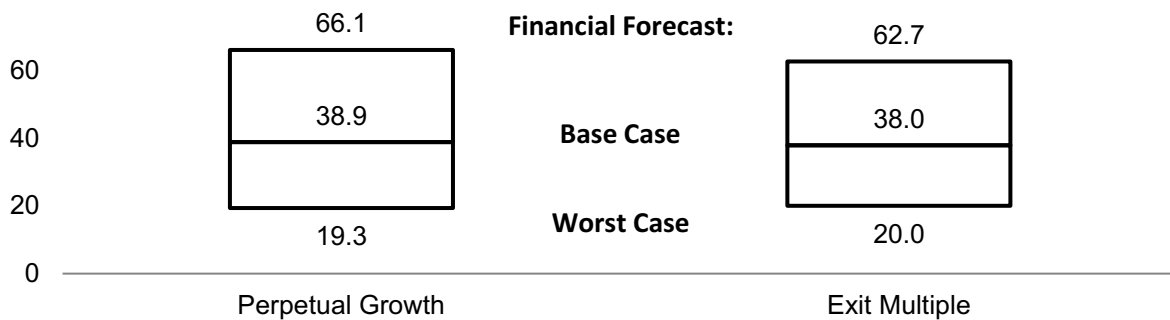 66.1
Financial Forecast:
62.7
60
38.9
38.0
40
Base Case
20
Worst Case
19.3
20.0
0
Perpetual Growth
Exit Multiple